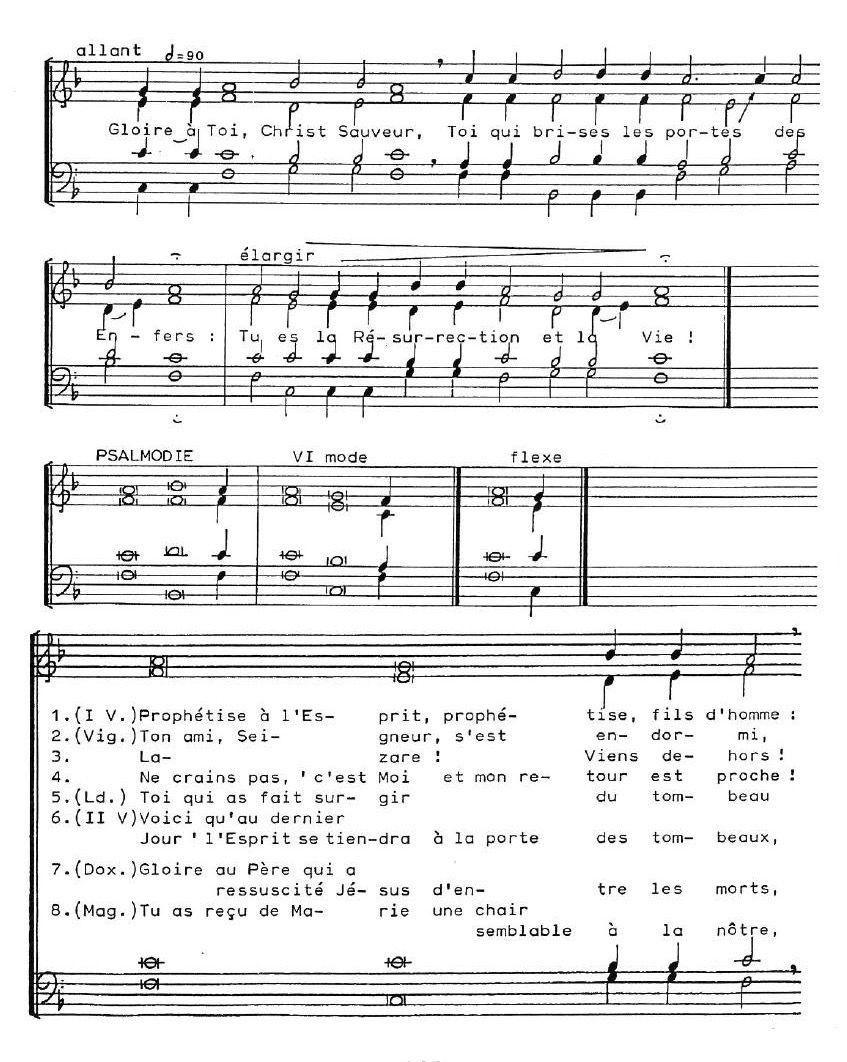 allant 𝅗𝅥=90
Gloire à Toi, Christ Sauveur, Toi qui bri-ses les por-tes des
élargir
En - fers : Tu es la Ré-sur-rec-tion et la Vie !
PSALMODIE VI mode flexe
1.(I V.)Prophétise à l'Es- prit, prophé- tise, fils d'homme :
2.(Vig.)Ton ami, Sei- gneur, s'est en- dor- mi,
3. La- zare ! Viens de- hors !
4. Ne crains pas, ' c'est Moi et mon re- tour est proche !
5.(Ld.) Toi qui as fait sur- gir du tom- beau
6.(II V)Voici qu'au dernier
Jour ' l'Esprit se tien-dra à la porte des tom- beaux,
7.(Dox.)Gloire au Père qui a
ressuscité Jé- sus d'en- tre les morts,
8.(Mag.)Tu as reçu de Ma- rie une chair
semblable à la nôtre,